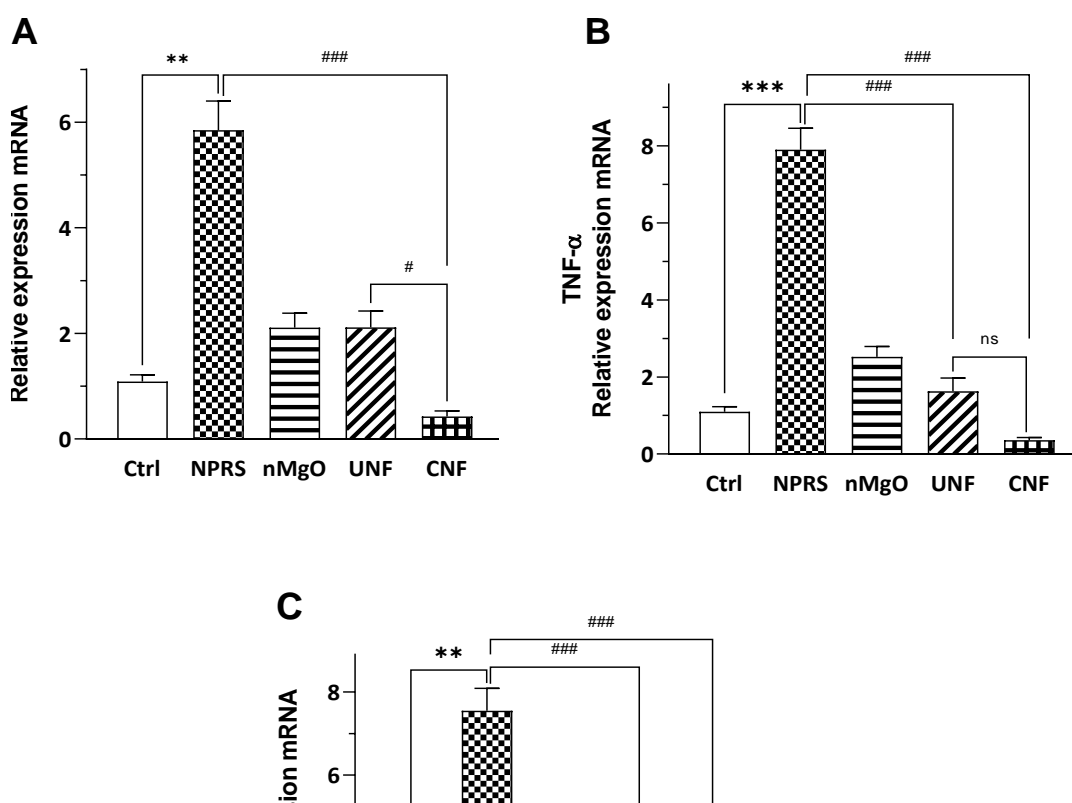 A
** ###
Relative expression mRNA
6
4
#
2
0
Ctrl NPRS nMgO UNF CNF
B
###
*** ###
TNF-α
Relative expression mRNA
8
6
4
ns
2
0
Ctrl NPRS nMgO UNF CNF
C
###
** ###
mRNA
8
6